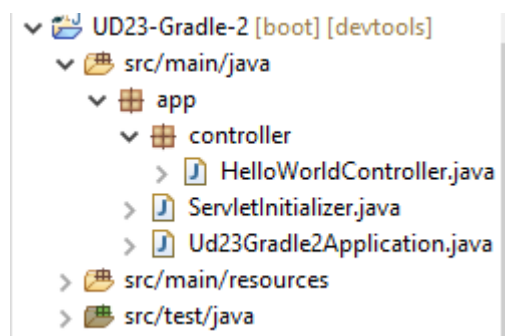 UD23-Gradle-2 [boot] [devtools]
src/main/java
app
controller
HelloWorldController.java
ServletInitializer.java
Ud23Gradle2Application.java
src/main/resources
src/test/java